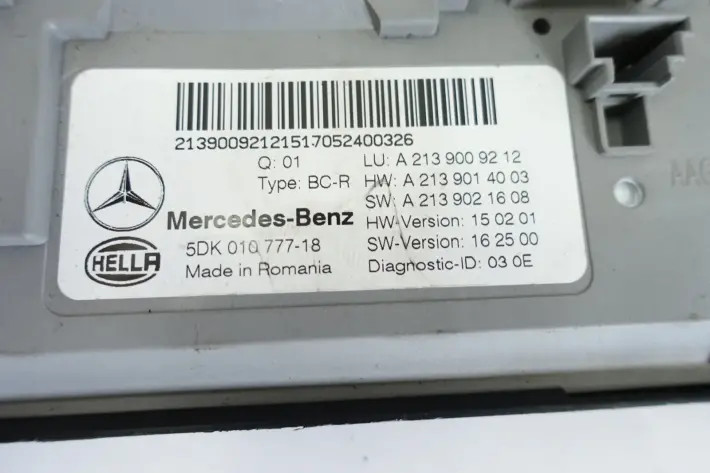 21390092121517052400326
Q: 01 LU: A 213 900 92 12
Type: BC-R HW: A 213 901 40 03
SW: A 213 902 16 08
Mercedes-Benz HW-Version: 15 02 01
5DK 010 777-18 SW-Version: 16 25 00
HELLA Made in Romania Diagnostic-ID: 03 0E